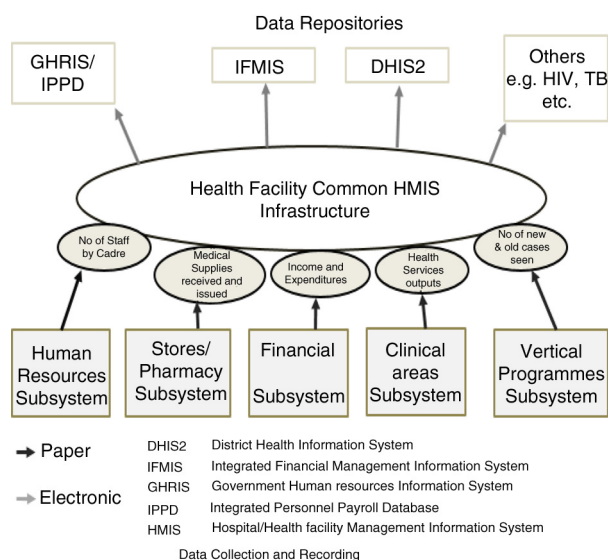 Data Repositories
GHRIS/
IPPD
IFMIS
DHIS2
Others
e.g. HIV, TB
etc.
Health Facility Common HMIS
Infrastructure
No of Staff
by Cadre
Medical
Supplies
received and
issued
Income and
Expenditures
Health
Services
outputs
No of new
& old cases
seen
Human
Resources
Subsystem
Stores/
Pharmacy
Subsystem
Financial
Subsystem
Clinical
areas
Subsystem
Vertical
Programmes
Subsystem
Paper
Electronic
DHIS2 District Health Information System
IFMIS Integrated Financial Management Information System
GHRIS Government Human resources Information System
IPPD Integrated Personnel Payroll Database
HMIS Hospital/Health facility Management Information System
Data Collection and Recording